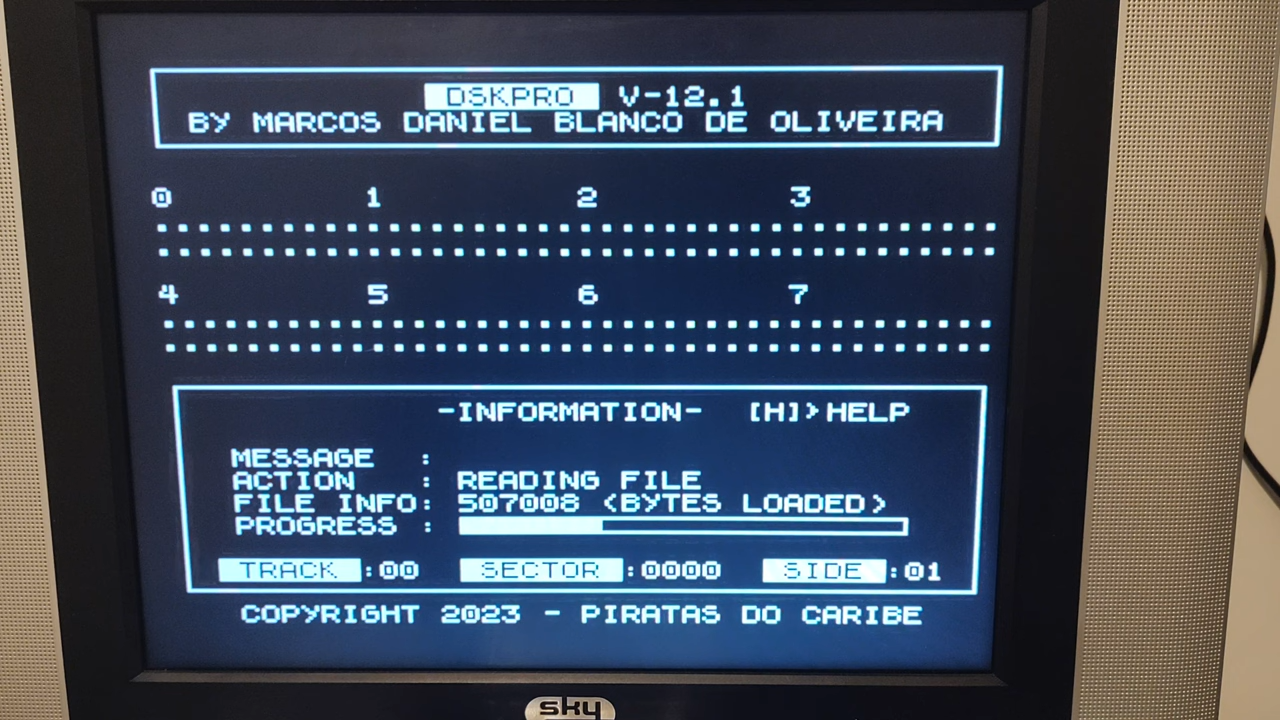 DSKPRO V-12.1
BY MARCOS DANIEL BLANCO DE OLIVEIRA
0 1 2 3
4 5 6 7
-INFORMATION- [H]>HELP
MESSAGE :
ACTION : READING FILE
FILE INFO: 507008 <BYTES LOADED>
PROGRESS :
TRACK :00 SECTOR :0000 SIDE :01
COPYRIGHT 2023 - PIRATAS DO CARIBE
sky